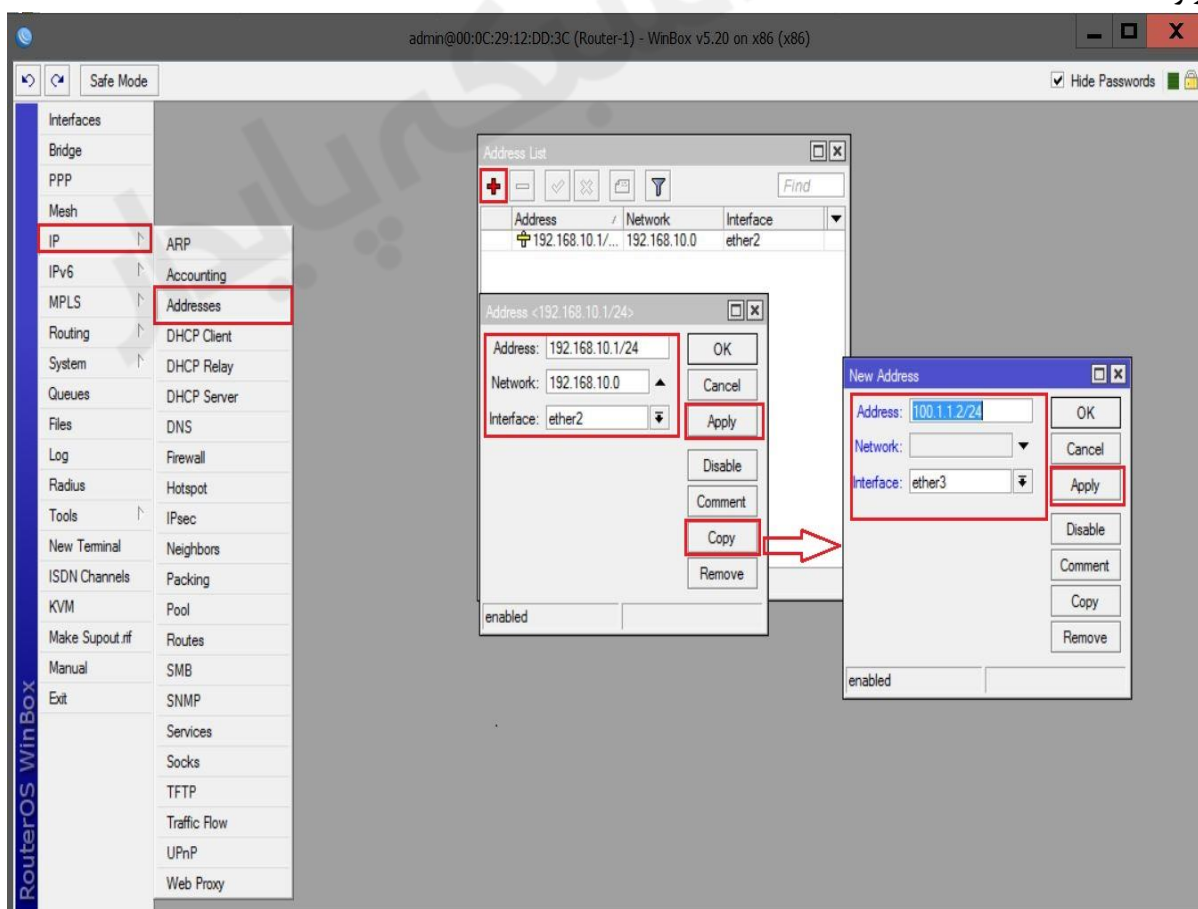 admin@00:0C:29:12:DD:3C (Router-1) - WinBox v5.20 on x86 (x86)
Safe Mode
Hide Passwords
Interfaces
Bridge
PPP
Mesh
IP
IPv6
MPLS
Routing
System
Queues
Files
Log
Radius
Tools
New Terminal
ISDN Channels
KVM
Make Supout.rif
Manual
Exit
RouterOS WinBox
ARP
Accounting
Addresses
DHCP Client
DHCP Relay
DHCP Server
DNS
Firewall
Hotspot
IPsec
Neighbors
Packing
Pool
Routes
SMB
SNMP
Services
Socks
TFTP
Traffic Flow
UPnP
Web Proxy
Address List
Find
Address / Network Interface
192.168.10.1/... 192.168.10.0 ether2
Address <192.168.10.1/24>
Address: 192.168.10.1/24
Network: 192.168.10.0
Interface: ether2
OK
Cancel
Apply
Disable
Comment
Copy
Remove
enabled
New Address
Address: 100.1.1.2/24
Network:
Interface: ether3
OK
Cancel
Apply
Disable
Comment
Copy
Remove
enabled